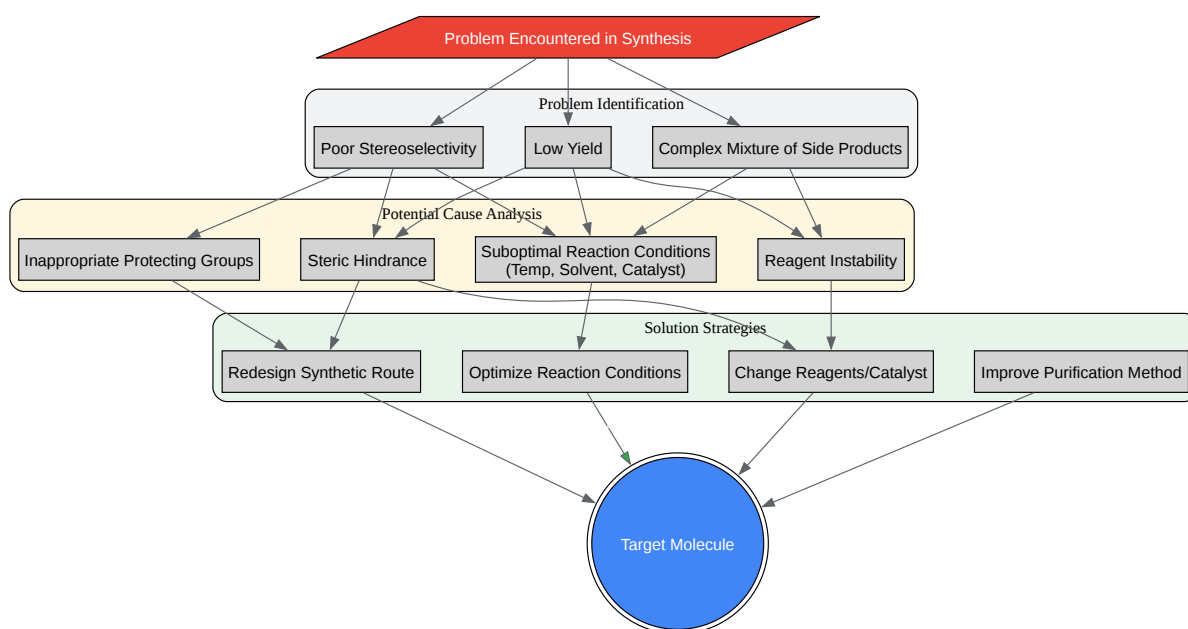 Problem Encountered in Synthesis
Problem Identification
Poor Stereoselectivity
Low Yield
Complex Mixture of Side Products
Potential Cause Analysis
Inappropriate Protecting Groups
Steric Hindrance
Suboptimal Reaction Conditions
(Temp, Solvent, Catalyst)
Reagent Instability
Solution Strategies
Redesign Synthetic Route
Optimize Reaction Conditions
Change Reagents/Catalyst
Improve Purification Method
Target Molecule